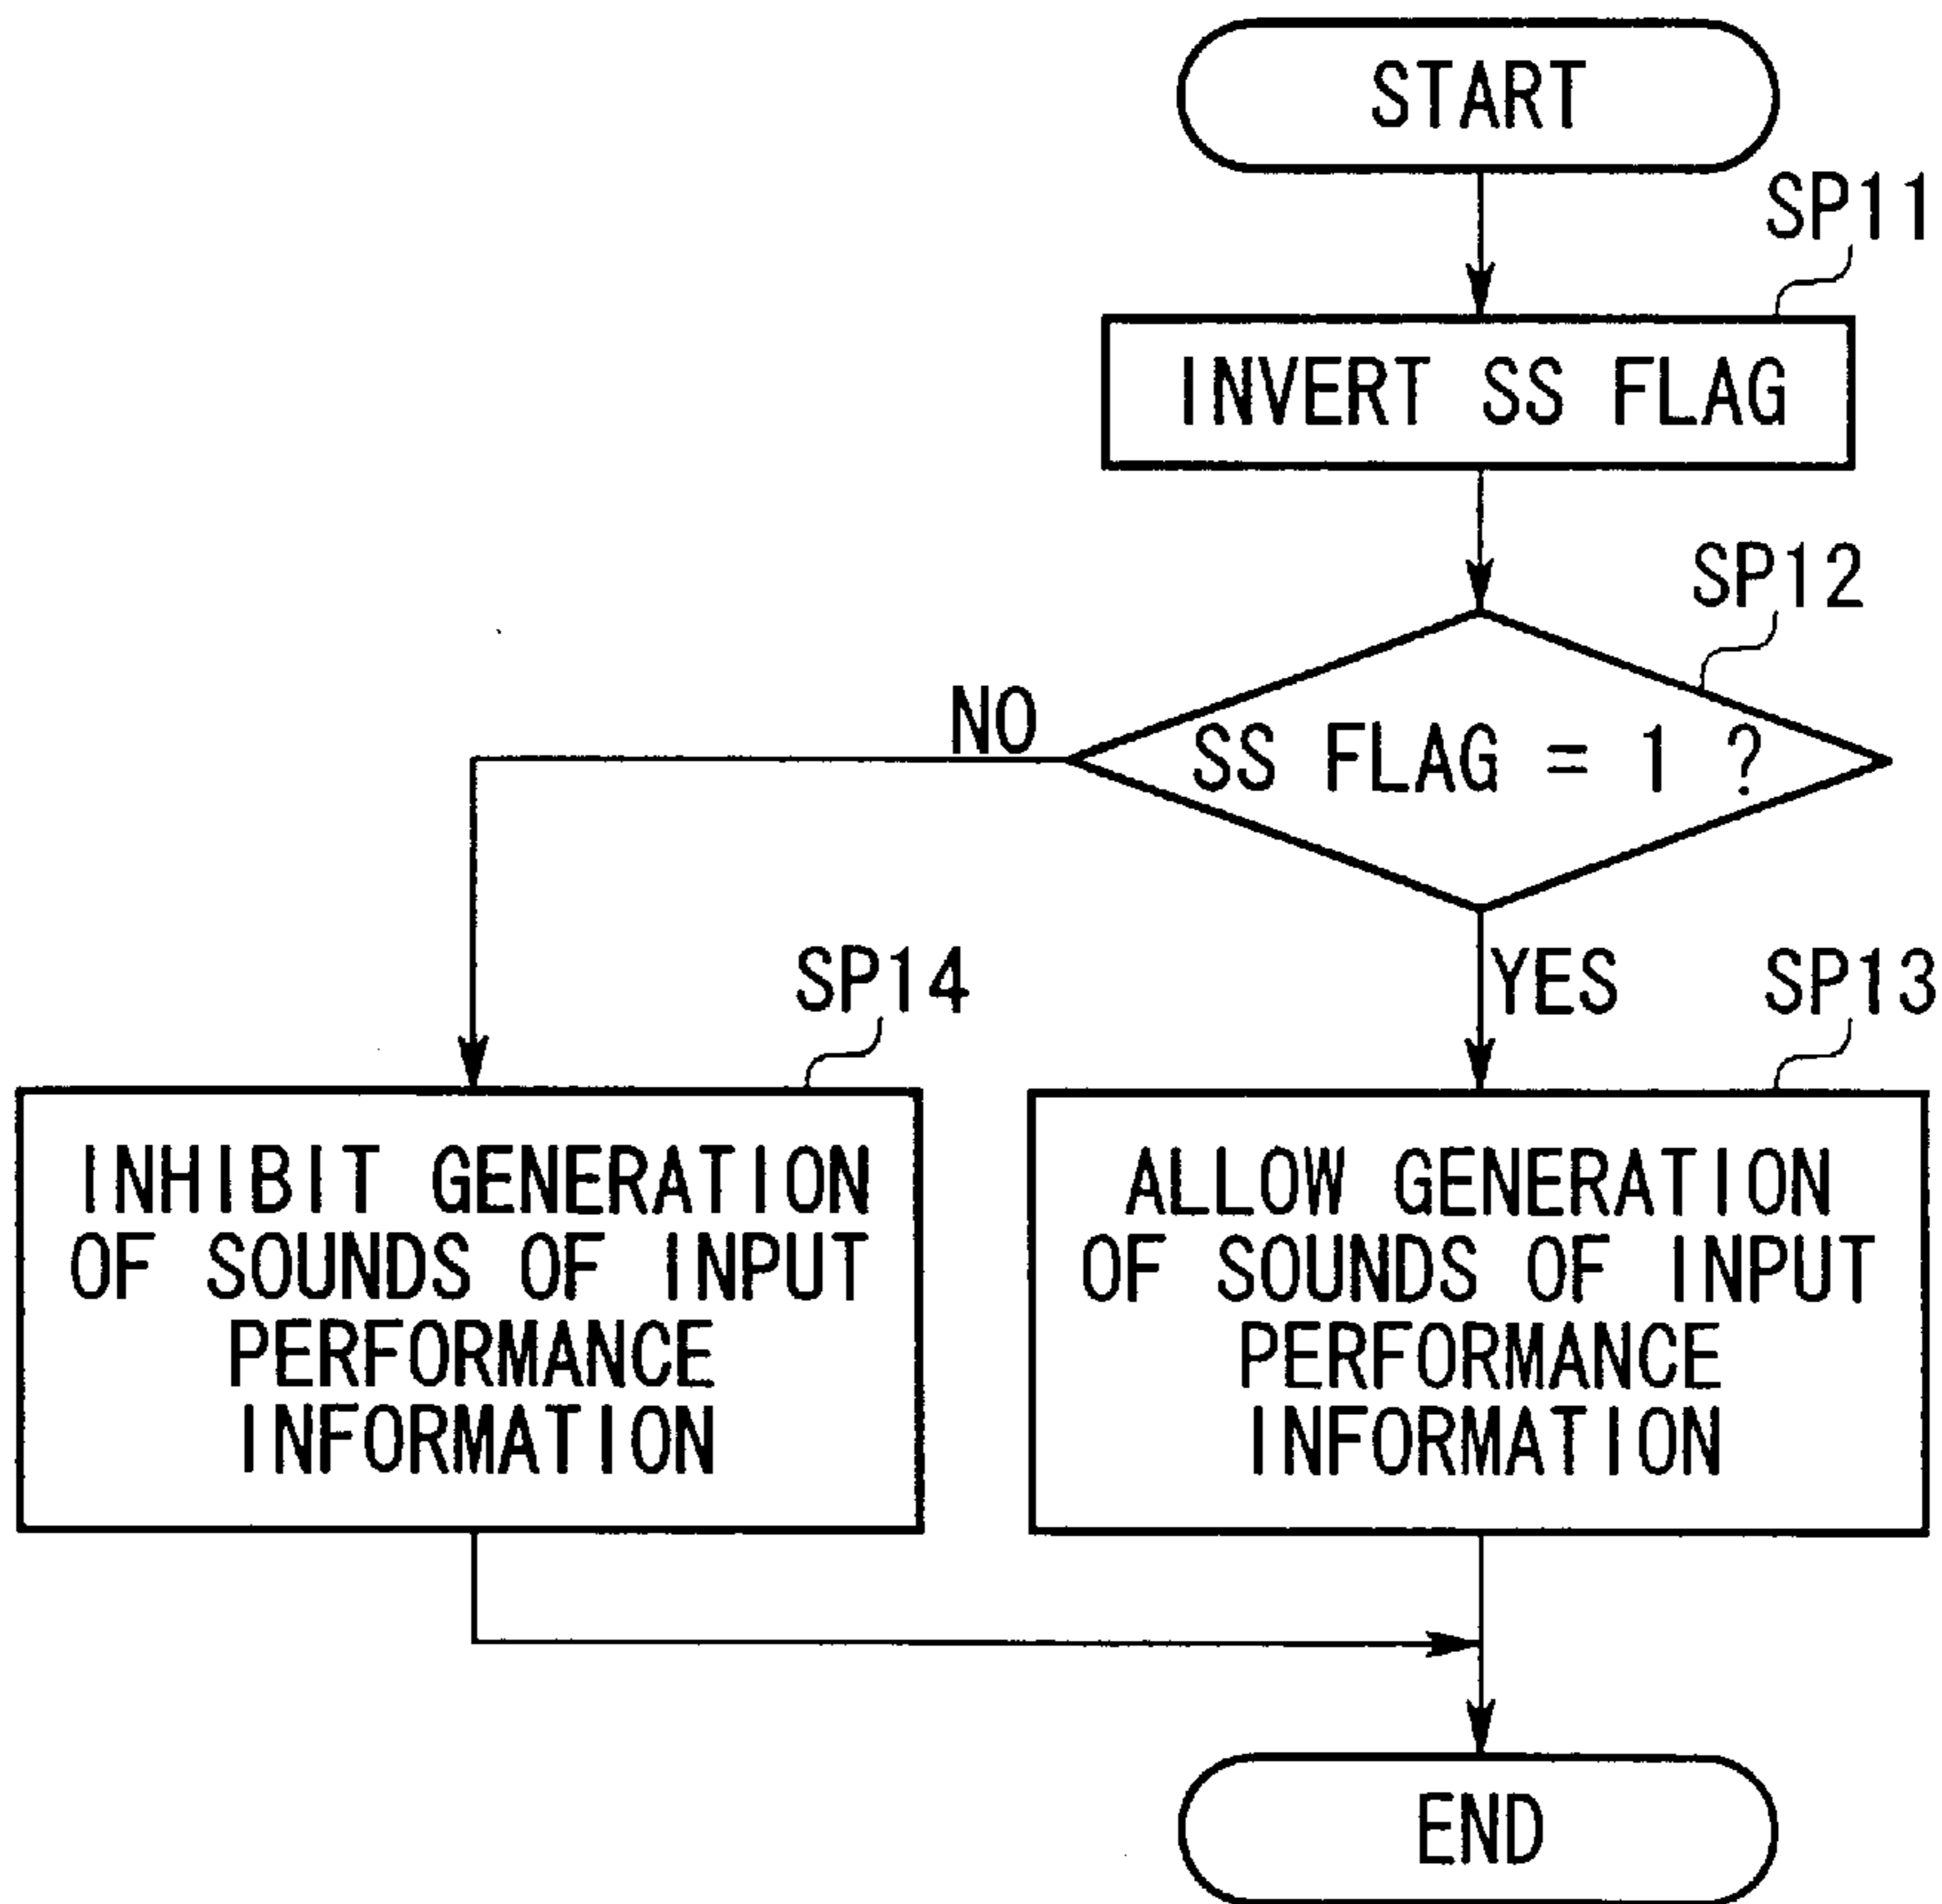 START
SP11
INVERT SS FLAG
SP12
NO
SS FLAG = 1 ?
YES
SP14
SP13
INHIBIT GENERATION
OF SOUNDS OF INPUT
PERFORMANCE
INFORMATION
ALLOW GENERATION
OF SOUNDS OF INPUT
PERFORMANCE
INFORMATION
END